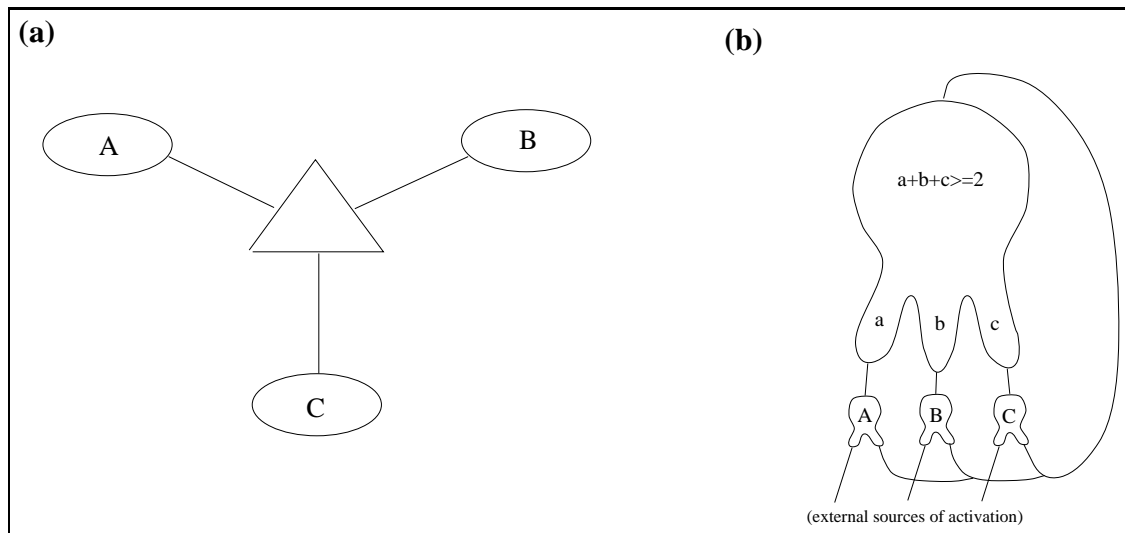 (a)
A
B
C
(b)
a+b+c>=2
a
b
c
A
B
C
(external sources of activation)